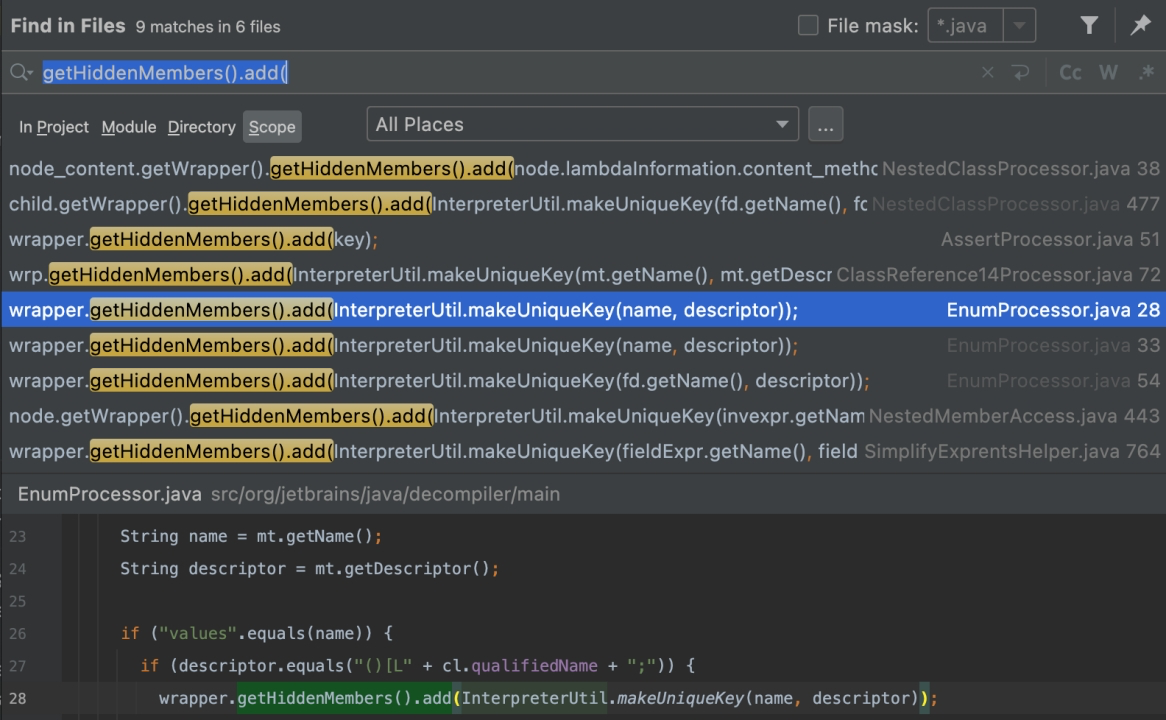 Find in Files 9 matches in 6 files File mask: *.java
getHiddenMembers().add( Cc W .*
In Project Module Directory Scope All Places ...
node_content.getWrapper().getHiddenMembers().add(node.lambdaInformation.content_methc NestedClassProcessor.java 38
child.getWrapper().getHiddenMembers().add(InterpreterUtil.makeUniqueKey(fd.getName(), fc NestedClassProcessor.java 477
wrapper.getHiddenMembers().add(key); AssertProcessor.java 51
wrp.getHiddenMembers().add(InterpreterUtil.makeUniqueKey(mt.getName(), mt.getDescr ClassReference14Processor.java 72
wrapper.getHiddenMembers().add(InterpreterUtil.makeUniqueKey(name, descriptor)); EnumProcessor.java 28
wrapper.getHiddenMembers().add(InterpreterUtil.makeUniqueKey(name, descriptor)); EnumProcessor.java 33
wrapper.getHiddenMembers().add(InterpreterUtil.makeUniqueKey(fd.getName(), descriptor)); EnumProcessor.java 54
node.getWrapper().getHiddenMembers().add(InterpreterUtil.makeUniqueKey(invexpr.getNam NestedMemberAccess.java 443
wrapper.getHiddenMembers().add(InterpreterUtil.makeUniqueKey(fieldExpr.getName(), field SimplifyExprentsHelper.java 764
EnumProcessor.java src/org/jetbrains/java/decompiler/main
23 String name = mt.getName();
24 String descriptor = mt.getDescriptor();
25
26 if ("values".equals(name)) {
27 if (descriptor.equals("()[L" + cl.qualifiedName + ";")) {
28 wrapper.getHiddenMembers().add(InterpreterUtil.makeUniqueKey(name, descriptor));